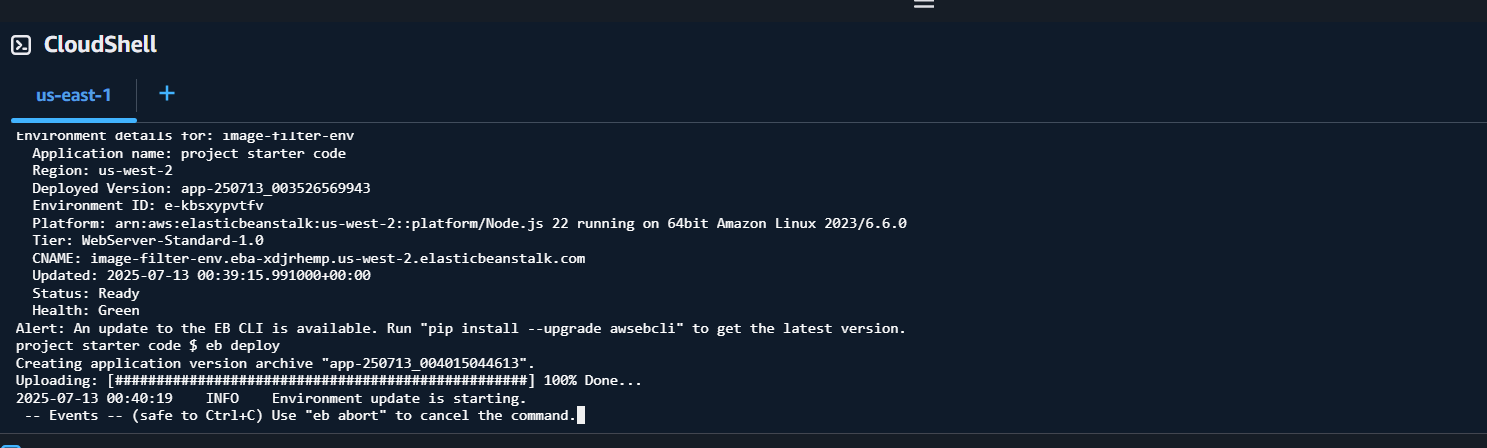 CloudShell
us-east-1
Environment details for: image-filter-env
Application name: project starter code
Region: us-west-2
Deployed Version: app-250713_003526569943
Environment ID: e-kbsxypvtfv
Platform: arn:aws:elasticbeanstalk:us-west-2::platform/Node.js 22 running on 64bit Amazon Linux 2023/6.6.0
Tier: WebServer-Standard-1.0
CNAME: image-filter-env.eba-xdjrhemp.us-west-2.elasticbeanstalk.com
Updated: 2025-07-13 00:39:15.991000+00:00
Status: Ready
Health: Green
Alert: An update to the EB CLI is available. Run "pip install --upgrade awsebcli" to get the latest version.
project starter code $ eb deploy
Creating application version archive "app-250713_004015044613".
Uploading: [##################################################] 100% Done...
2025-07-13 00:40:19    INFO    Environment update is starting.
-- Events -- (safe to Ctrl+C) Use "eb abort" to cancel the command.